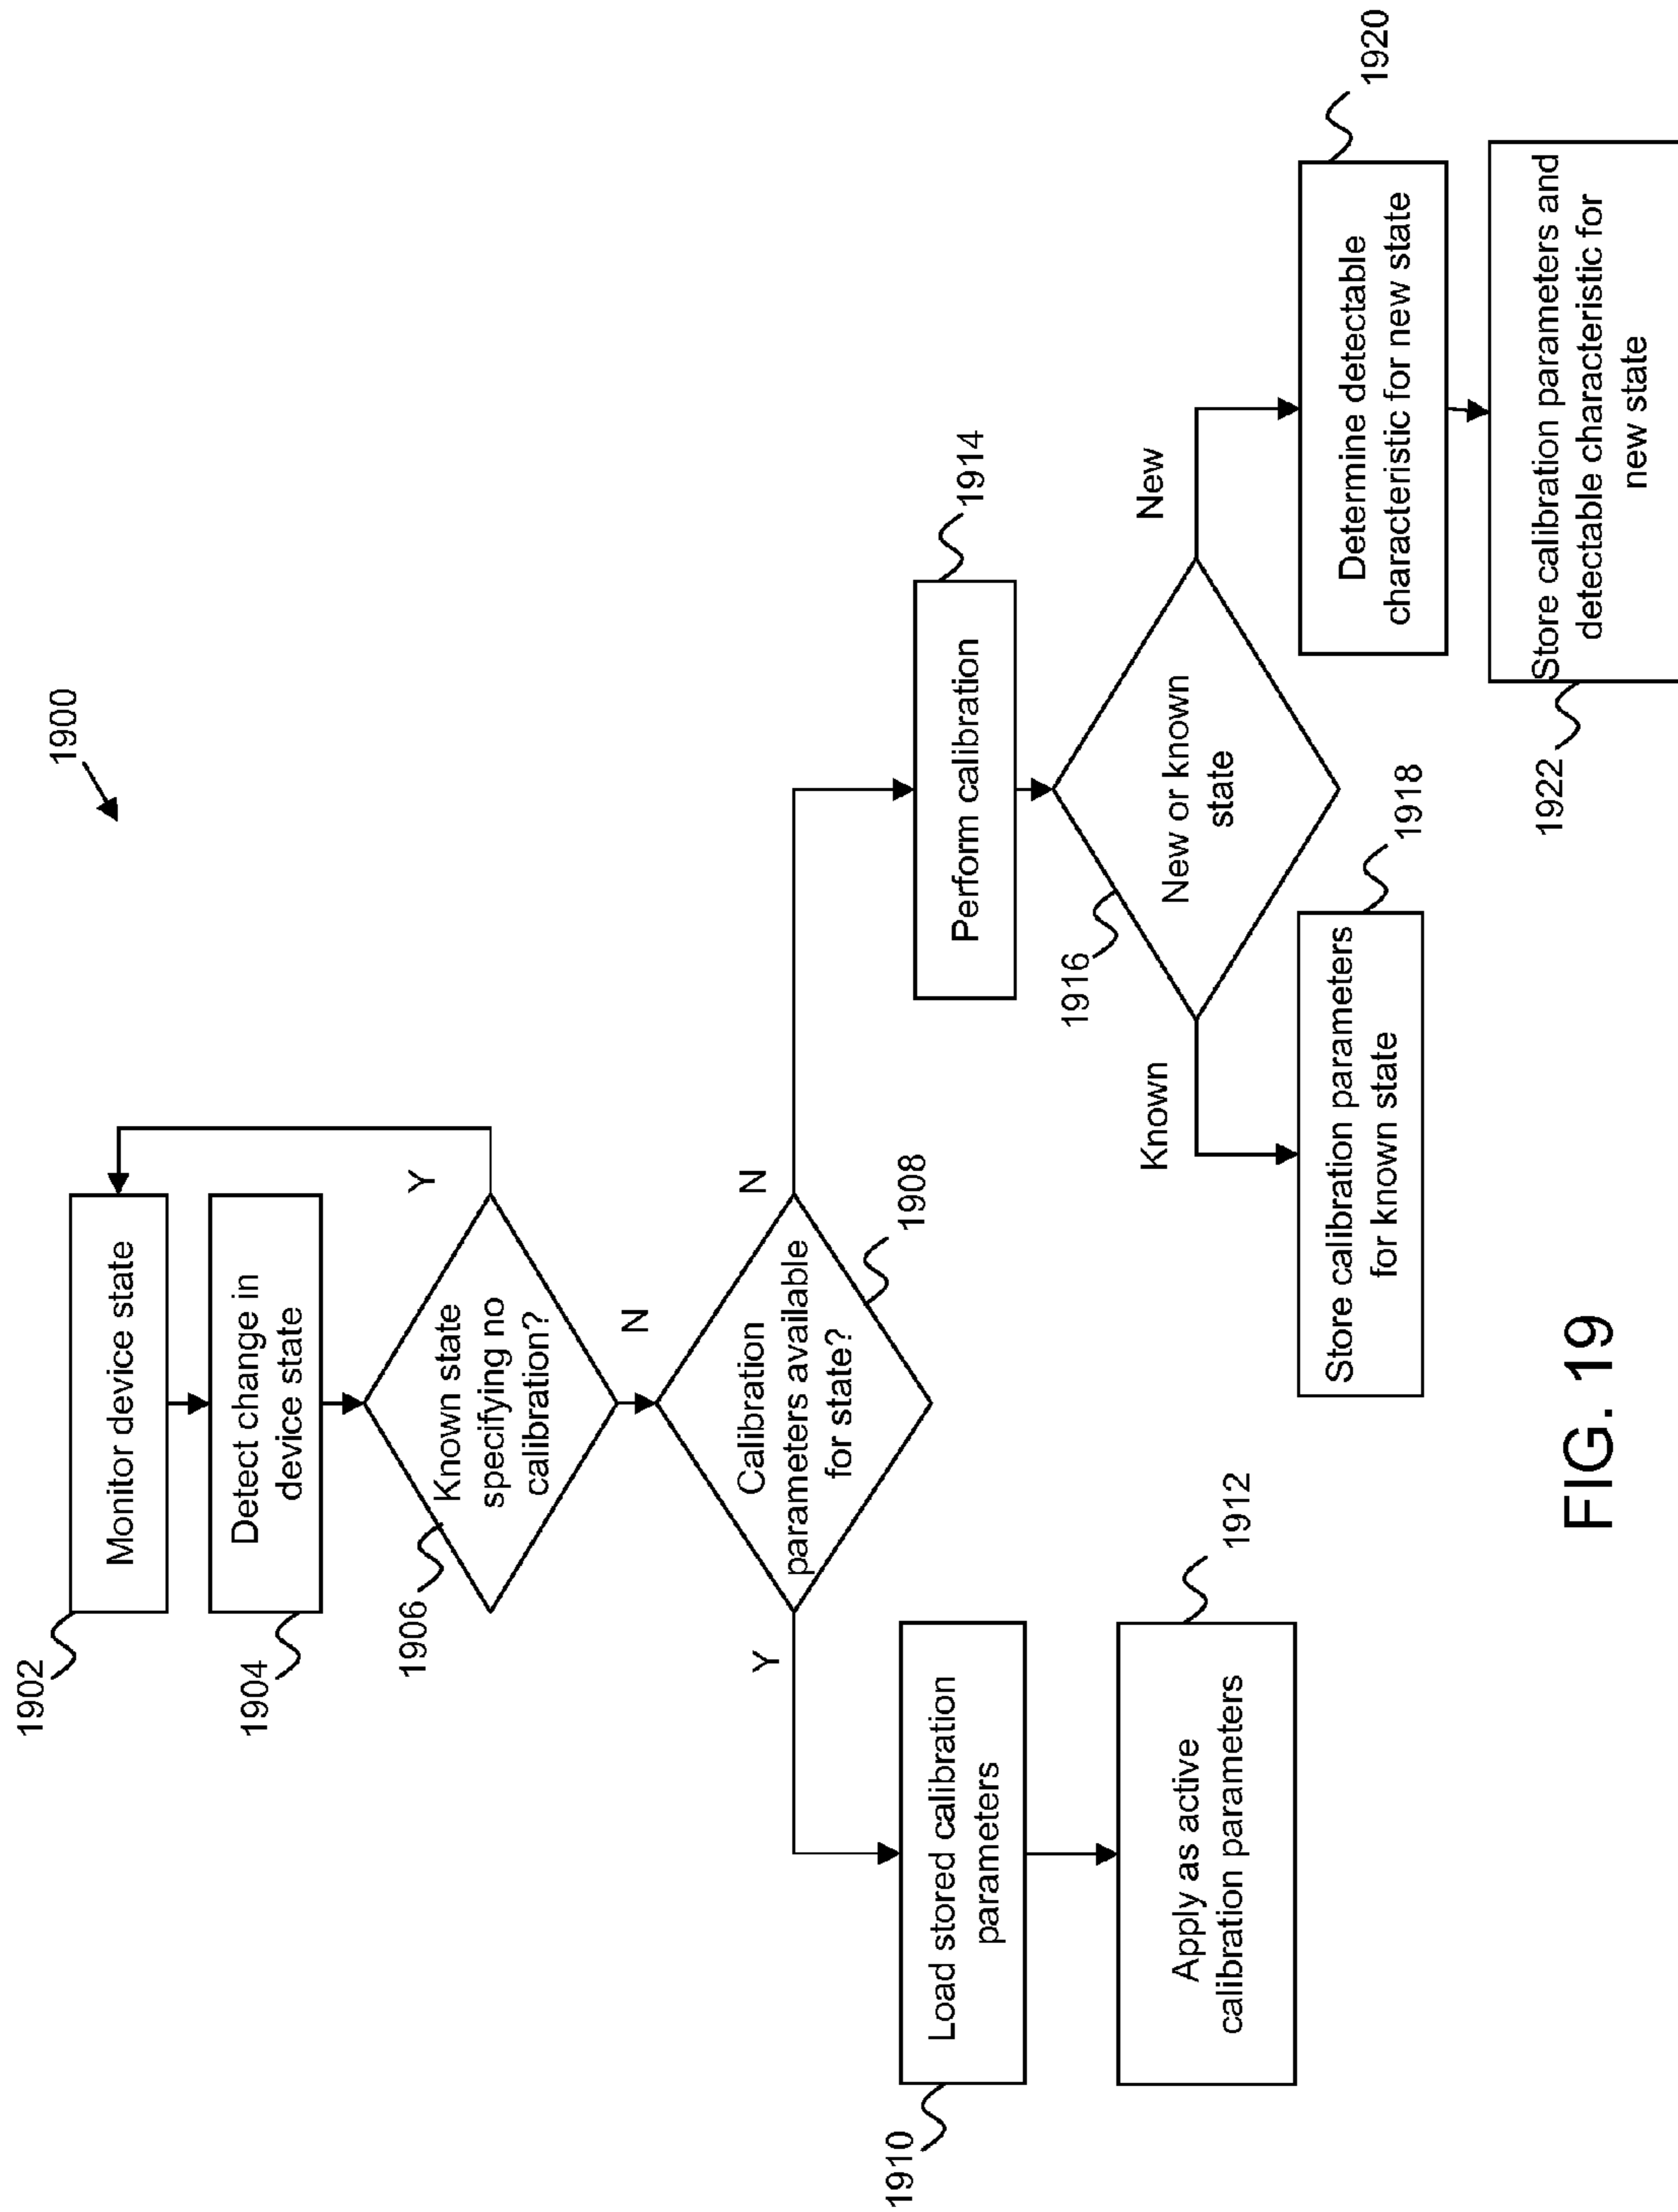 1900
1902
Monitor device state
1904
Detect change in
device state
1906
Known state
specifying no
calibration?
Y
N
Calibration
parameters available
for state?
1908
Y
N
1910
Load stored calibration
parameters
Apply as active
calibration parameters
1912
Perform calibration
1914
1916
New or known
state
Known
New
Store calibration parameters
for known state
1918
Determine detectable
characteristic for new state
1920
1922
Store calibration parameters and
detectable characteristic for
new state
FIG. 19